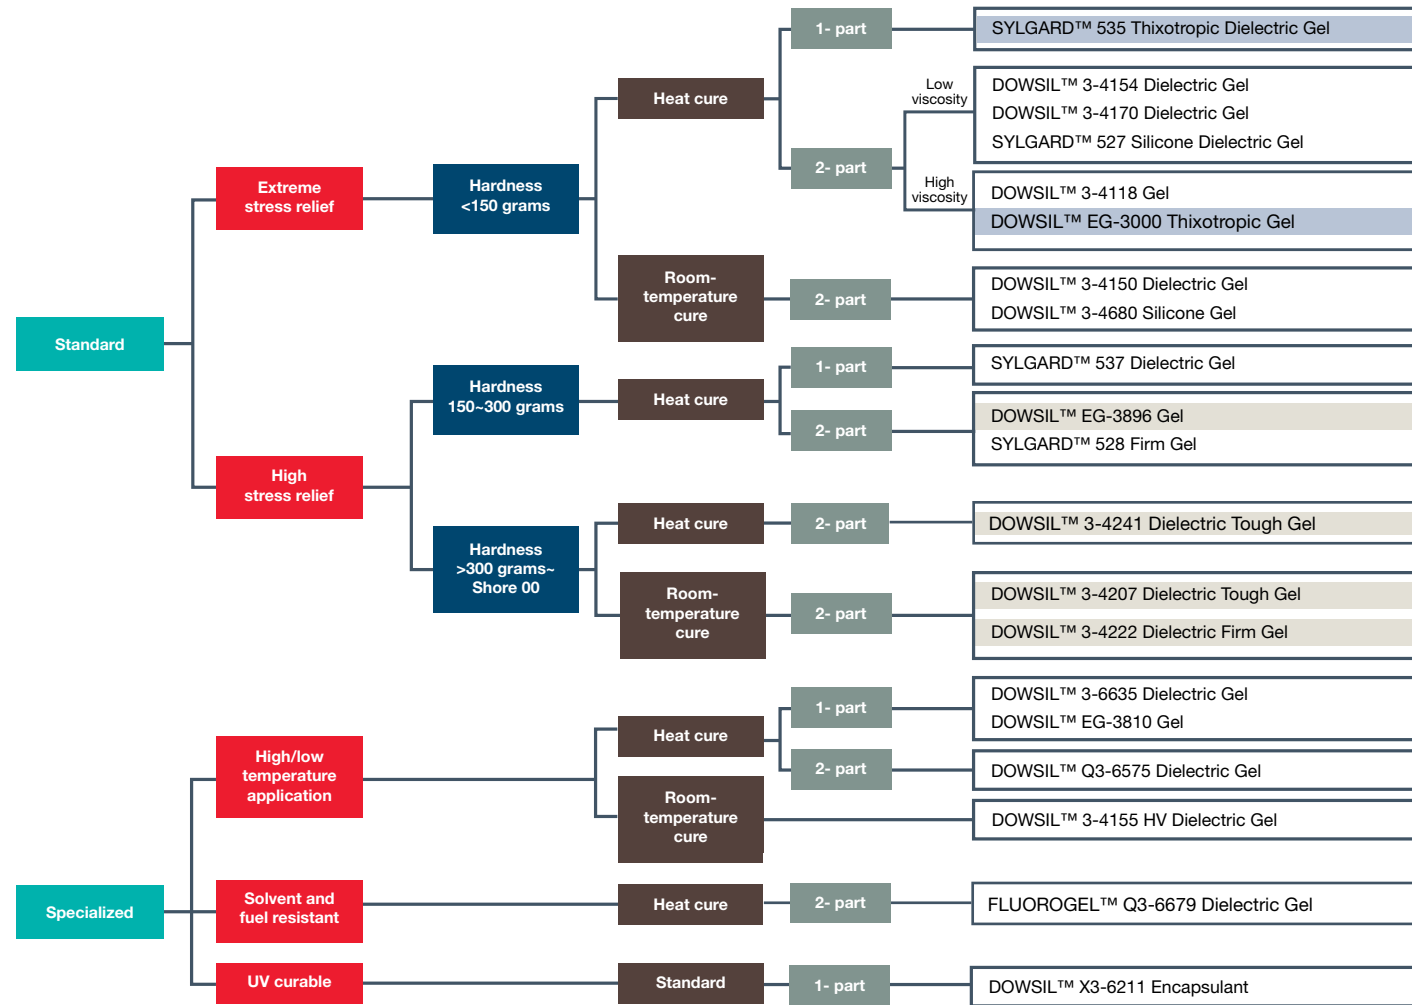 1- part
SYLGARD™ 535 Thixotropic Dielectric Gel
Heat cure
Low
viscosity
DOWSIL™ 3-4154 Dielectric Gel
DOWSIL™ 3-4170 Dielectric Gel
SYLGARD™ 527 Silicone Dielectric Gel
2- part
Extreme
stress relief
Hardness
<150 grams
High
viscosity
DOWSIL™ 3-4118 Gel
DOWSIL™ EG-3000 Thixotropic Gel
Room-
temperature
cure
2- part
DOWSIL™ 3-4150 Dielectric Gel
DOWSIL™ 3-4680 Silicone Gel
Standard
Hardness
150~300 grams
Heat cure
1- part
SYLGARD™ 537 Dielectric Gel
2- part
DOWSIL™ EG-3896 Gel
SYLGARD™ 528 Firm Gel
High
stress relief
Hardness
>300 grams~
Shore 00
Heat cure
2- part
DOWSIL™ 3-4241 Dielectric Tough Gel
Room-
temperature
cure
2- part
DOWSIL™ 3-4207 Dielectric Tough Gel
DOWSIL™ 3-4222 Dielectric Firm Gel
High/low
temperature
application
Heat cure
1- part
DOWSIL™ 3-6635 Dielectric Gel
DOWSIL™ EG-3810 Gel
2- part
DOWSIL™ Q3-6575 Dielectric Gel
Room-
temperature
cure
DOWSIL™ 3-4155 HV Dielectric Gel
Specialized
Solvent and
fuel resistant
Heat cure
2- part
FLUOROGEL™ Q3-6679 Dielectric Gel
UV curable
Standard
1- part
DOWSIL™ X3-6211 Encapsulant